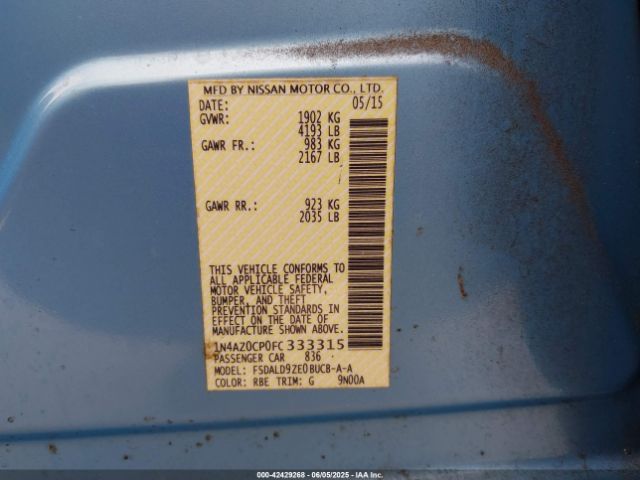 MFD BY NISSAN MOTOR CO., LTD.
DATE: 05/15
GVWR: 1902 KG
4193 LB
GAWR FR.: 983 KG
2167 LB
GAWR RR.: 923 KG
2035 LB
THIS VEHICLE CONFORMS TO
ALL APPLICABLE FEDERAL
MOTOR VEHICLE SAFETY,
BUMPER, AND THEFT
PREVENTION STANDARDS IN
EFFECT ON THE DATE OF
MANUFACTURE SHOWN ABOVE.
1N4AZ0CP0FC333315
PASSENGER CAR 836
MODEL: FSDALD9ZE0BUCB-A-A
COLOR: RBE TRIM: G 9N00A
000-42429268 - 06/05/2025 - IAA Inc.